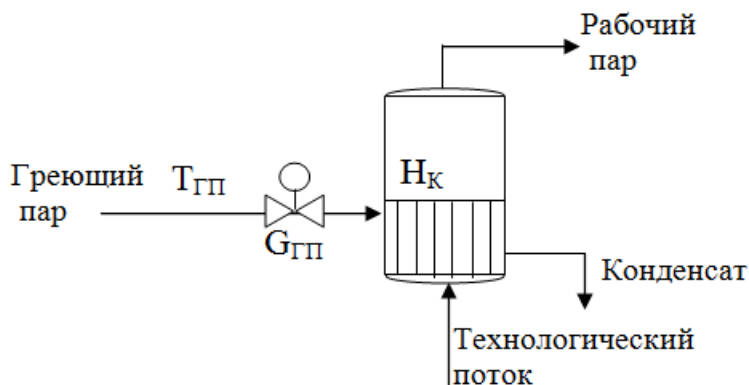 Рабочий
пар
Греющий
пар
TГП
GГП
HК
Конденсат
Технологический
поток